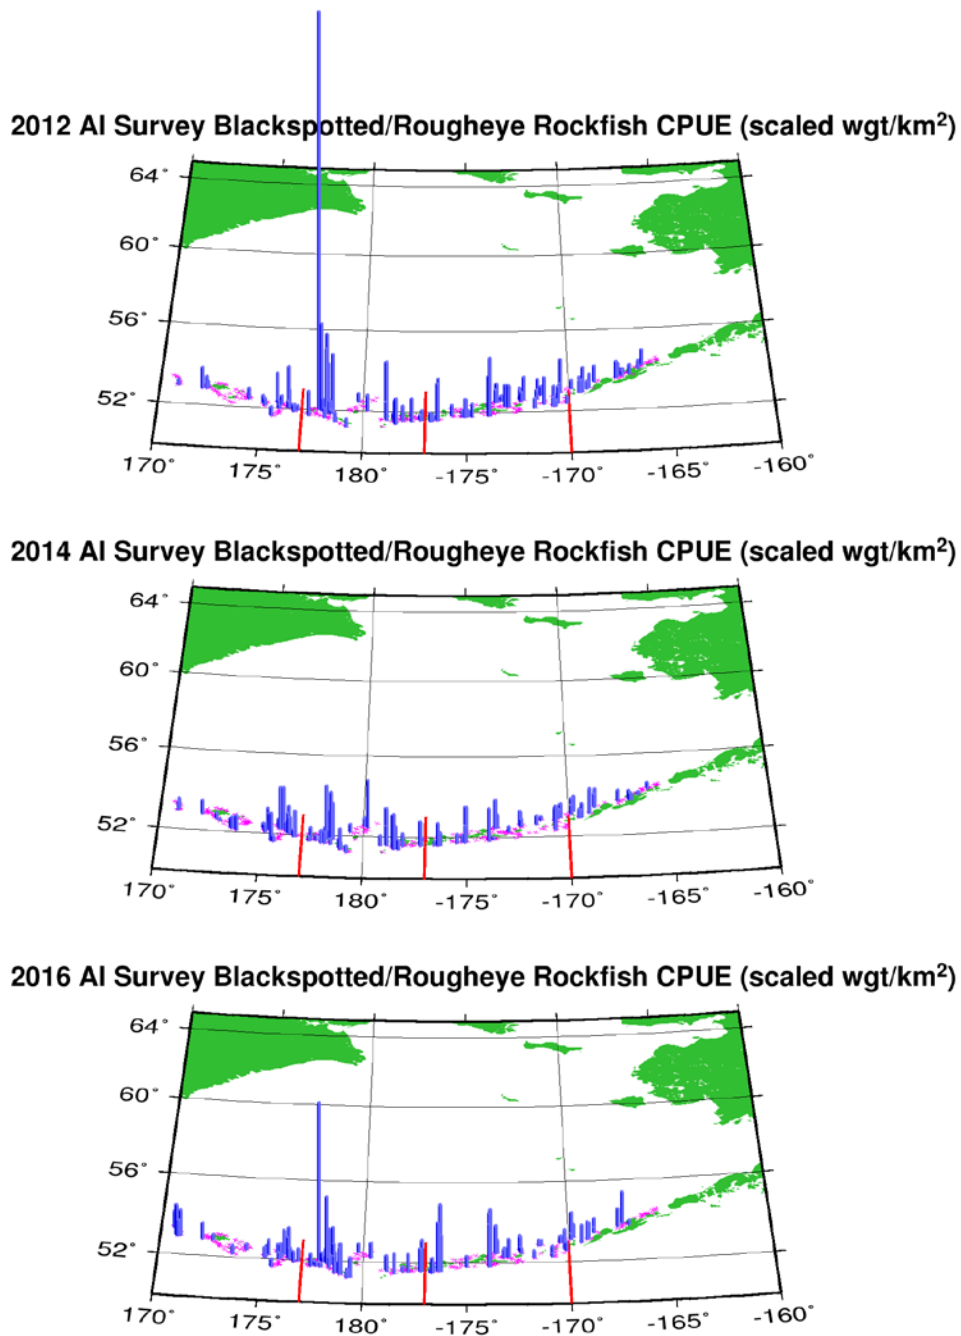 2012 AI Survey Blackspotted/Rougheye Rockfish CPUE (scaled wgt/km²)
64°
60°
56°
52°
170° 175° 180° -175° -170° -165° -160°
2014 AI Survey Blackspotted/Rougheye Rockfish CPUE (scaled wgt/km²)
64°
60°
56°
52°
170° 175° 180° -175° -170° -165° -160°
2016 AI Survey Blackspotted/Rougheye Rockfish CPUE (scaled wgt/km²)
64°
60°
56°
52°
170° 175° 180° -175° -170° -165° -160°